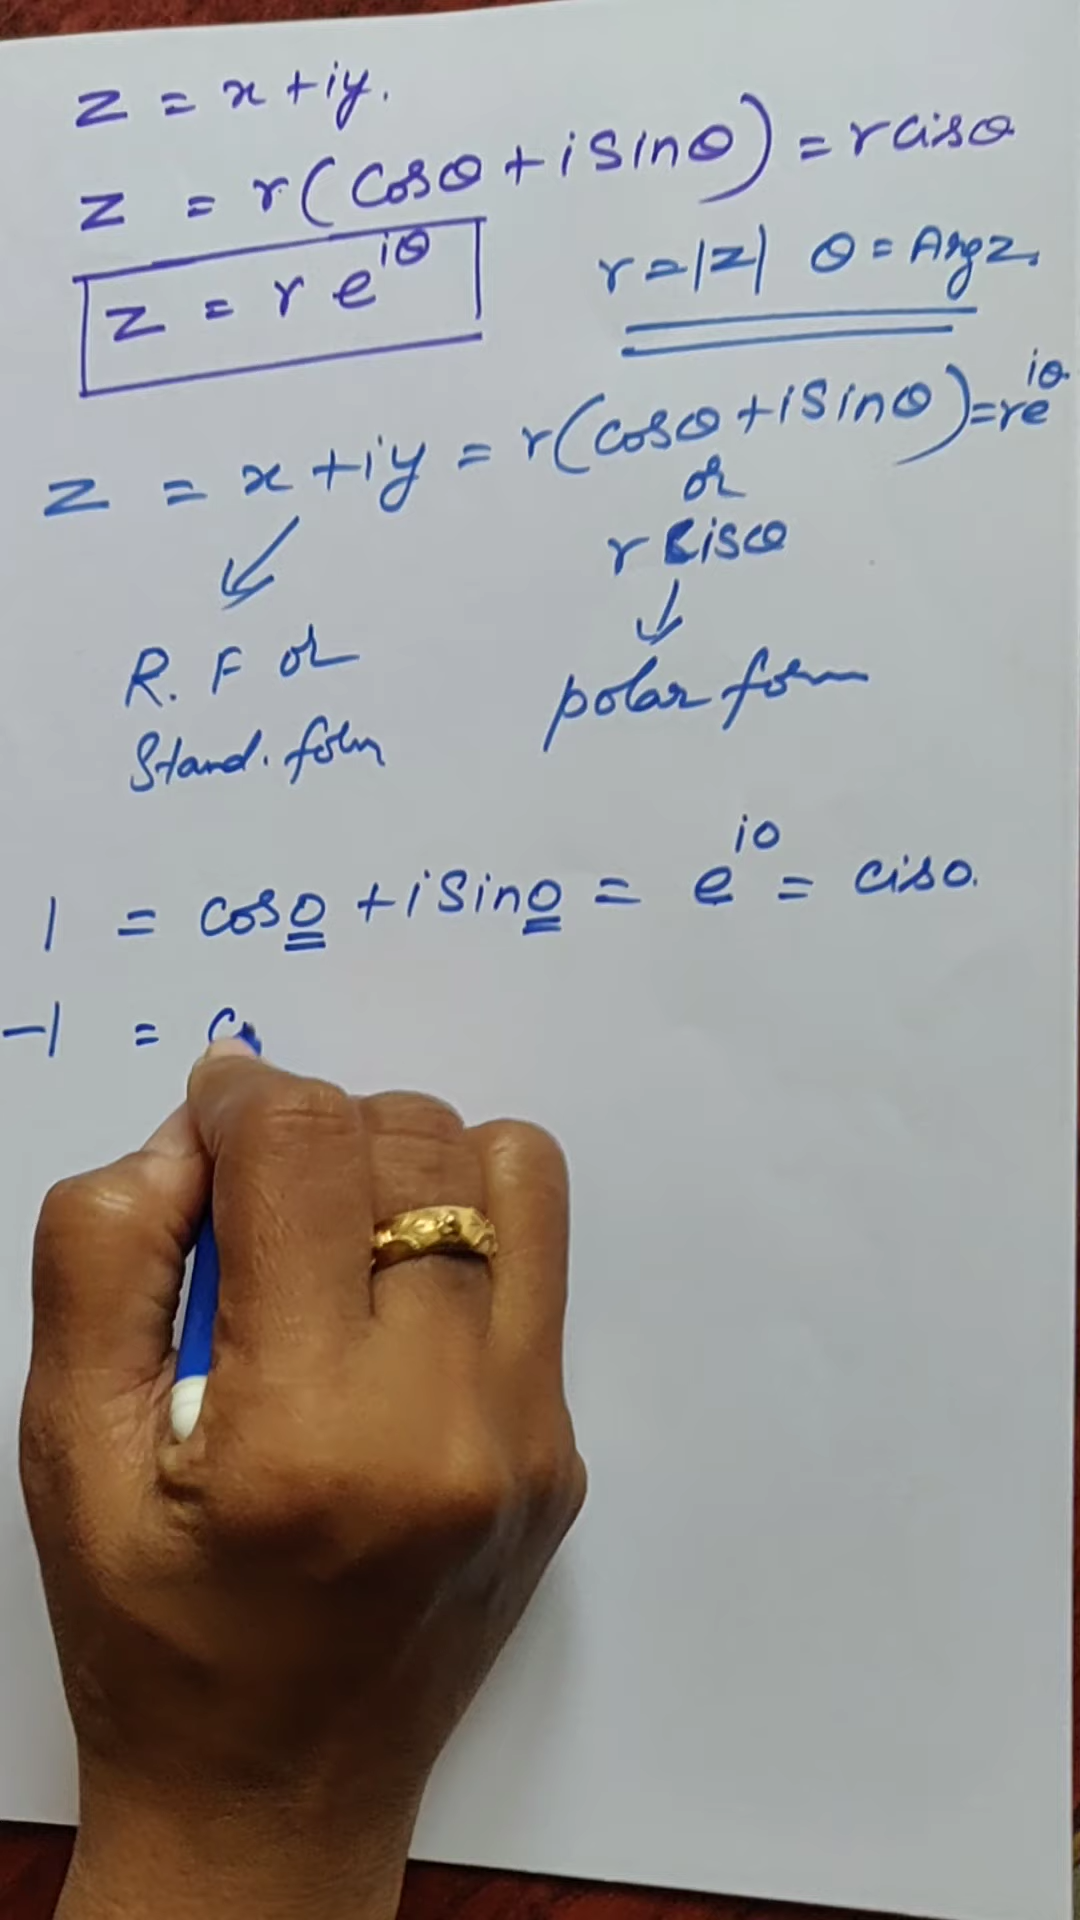 z = x + iy.
z = r(cosθ + i sinθ) = r cisθ
z = r e^{iθ}
r = |z| θ = Arg z.
z = x + iy = r(cosθ + i sinθ) = re^{iθ}
or
r cisθ
R. F or
Stand. form
polar form
1 = cos0 + i sin0 = e^{i0} = cis0.
-1 = c